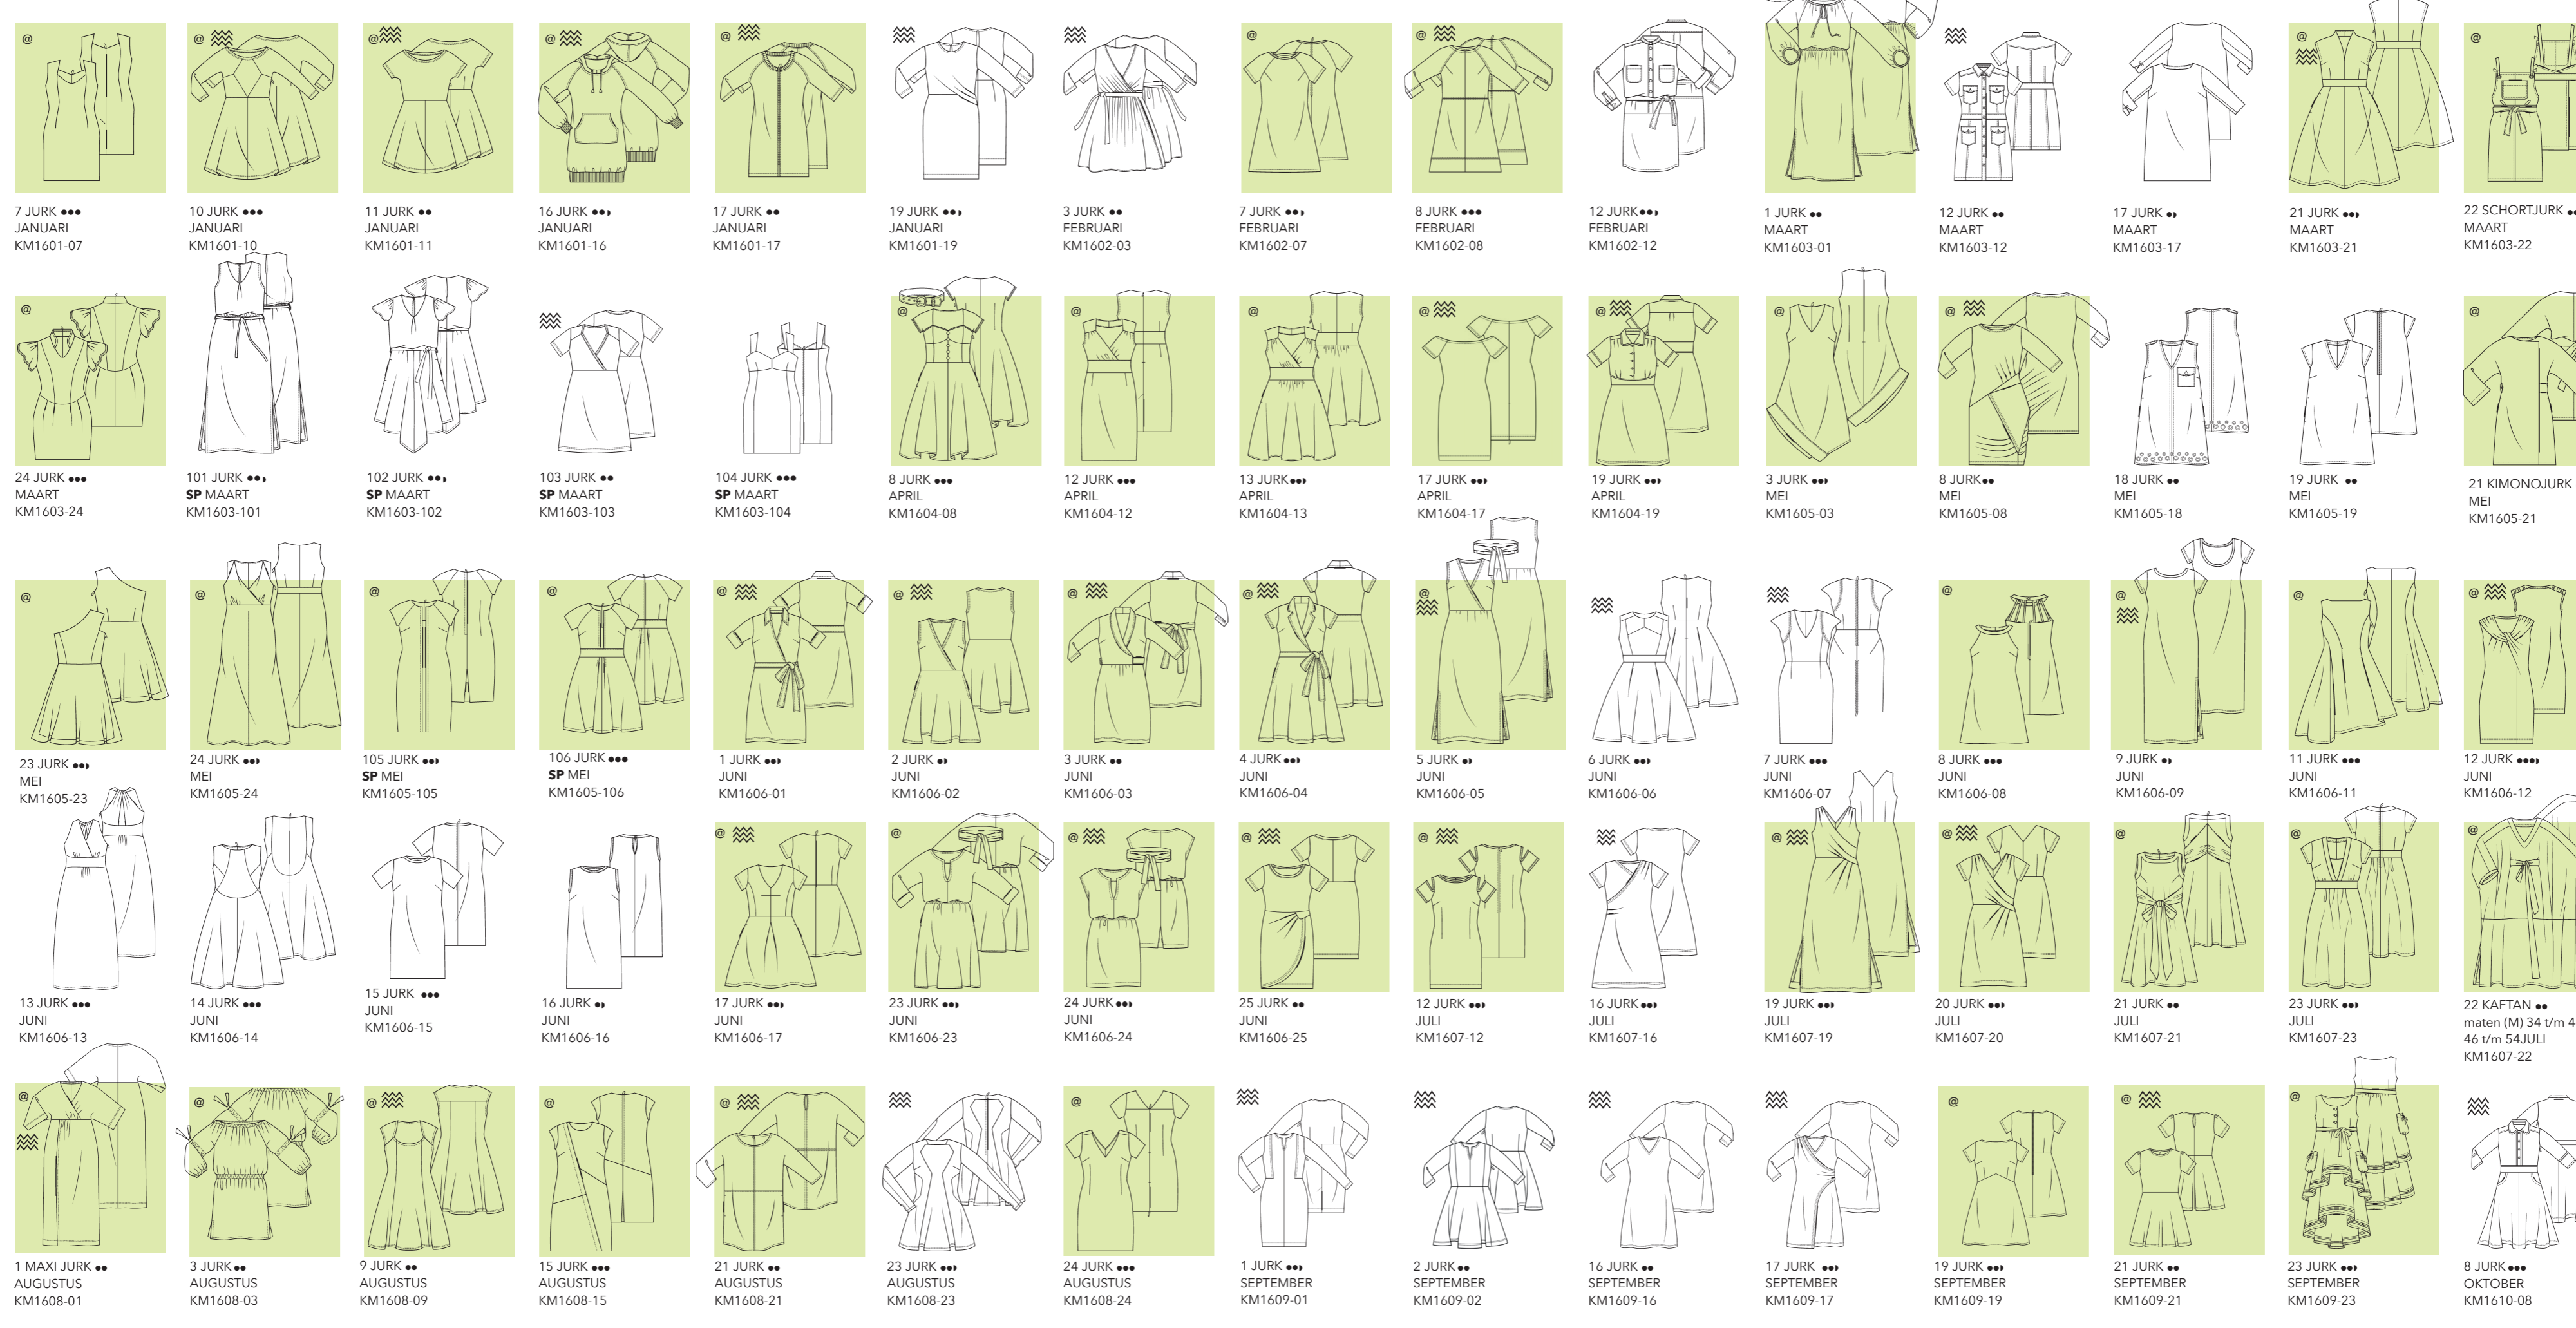 @
@
@
@
@
@
@
@
@
@
7 JURK ●●●
JANUARI
KM1601-07
10 JURK ●●●
JANUARI
KM1601-10
11 JURK ●●
JANUARI
KM1601-11
16 JURK ●●◗
JANUARI
KM1601-16
17 JURK ●●
JANUARI
KM1601-17
19 JURK ●●◗
JANUARI
KM1601-19
3 JURK ●●
FEBRUARI
KM1602-03
7 JURK ●●◗
FEBRUARI
KM1602-07
8 JURK ●●●
FEBRUARI
KM1602-08
12 JURK●●◗
FEBRUARI
KM1602-12
1 JURK ●●
MAART
KM1603-01
12 JURK ●●
MAART
KM1603-12
17 JURK ●◗
MAART
KM1603-17
21 JURK ●●◗
MAART
KM1603-21
22 SCHORTJURK
MAART
KM1603-22
@
@
@
@
@
@
@
@
@
24 JURK ●●●
MAART
KM1603-24
101 JURK ●●◗
SP MAART
KM1603-101
102 JURK ●●◗
SP MAART
KM1603-102
103 JURK ●●
SP MAART
KM1603-103
104 JURK ●●●
SP MAART
KM1603-104
8 JURK ●●●
APRIL
KM1604-08
12 JURK ●●●
APRIL
KM1604-12
13 JURK●●◗
APRIL
KM1604-13
17 JURK ●●◗
APRIL
KM1604-17
19 JURK ●●◗
APRIL
KM1604-19
3 JURK ●●◗
MEI
KM1605-03
8 JURK●●
MEI
KM1605-08
18 JURK ●●
MEI
KM1605-18
19 JURK ●●
MEI
KM1605-19
21 KIMONOJURK
MEI
KM1605-21
@
@
@
@
@
@
@
@
@
@
@
@
@
23 JURK ●●◗
MEI
KM1605-23
24 JURK ●●◗
MEI
KM1605-24
105 JURK ●●◗
SP MEI
KM1605-105
106 JURK ●●●
SP MEI
KM1605-106
1 JURK ●●◗
JUNI
KM1606-01
2 JURK ●◗
JUNI
KM1606-02
3 JURK ●●
JUNI
KM1606-03
4 JURK●●◗
JUNI
KM1606-04
5 JURK ●◗
JUNI
KM1606-05
6 JURK ●●◗
JUNI
KM1606-06
7 JURK ●●●
JUNI
KM1606-07
8 JURK ●●●
JUNI
KM1606-08
9 JURK ●◗
JUNI
KM1606-09
11 JURK ●●●
JUNI
KM1606-11
12 JURK ●●●◗
JUNI
KM1606-12
@
@
@
@
@
@
@
@
@
@
13 JURK ●●●
JUNI
KM1606-13
14 JURK ●●●
JUNI
KM1606-14
15 JURK ●●●
JUNI
KM1606-15
16 JURK ●◗
JUNI
KM1606-16
17 JURK ●●◗
JUNI
KM1606-17
23 JURK ●●◗
JUNI
KM1606-23
24 JURK ●●◗
JUNI
KM1606-24
25 JURK ●●
JUNI
KM1606-25
12 JURK ●●◗
JULI
KM1607-12
16 JURK●●◗
JULI
KM1607-16
19 JURK ●●◗
JULI
KM1607-19
20 JURK ●●◗
JULI
KM1607-20
21 JURK ●●
JULI
KM1607-21
23 JURK ●●◗
JULI
KM1607-23
22 KAFTAN ●●
maten (M) 34 t/m
46 t/m 54JULI
KM1607-22
@
@
@
@
@
@
@
@
@
1 MAXI JURK ●●
AUGUSTUS
KM1608-01
3 JURK ●●
AUGUSTUS
KM1608-03
9 JURK ●●
AUGUSTUS
KM1608-09
15 JURK ●●●
AUGUSTUS
KM1608-15
21 JURK ●●
AUGUSTUS
KM1608-21
23 JURK ●●◗
AUGUSTUS
KM1608-23
24 JURK ●●●
AUGUSTUS
KM1608-24
1 JURK ●●◗
SEPTEMBER
KM1609-01
2 JURK ●●
SEPTEMBER
KM1609-02
16 JURK ●●
SEPTEMBER
KM1609-16
17 JURK ●●◗
SEPTEMBER
KM1609-17
19 JURK ●●◗
SEPTEMBER
KM1609-19
21 JURK ●●
SEPTEMBER
KM1609-21
23 JURK ●●◗
SEPTEMBER
KM1609-23
8 JURK●●●
OKTOBER
KM1610-08